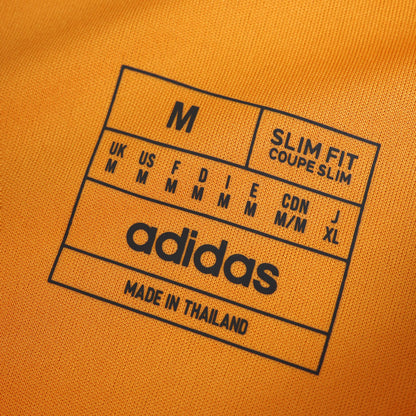 M
SLIM FIT
COUPE SLIM
UK US F D I E CDN J
M M M M M M M/M XL
adidas
MADE IN THAILAND